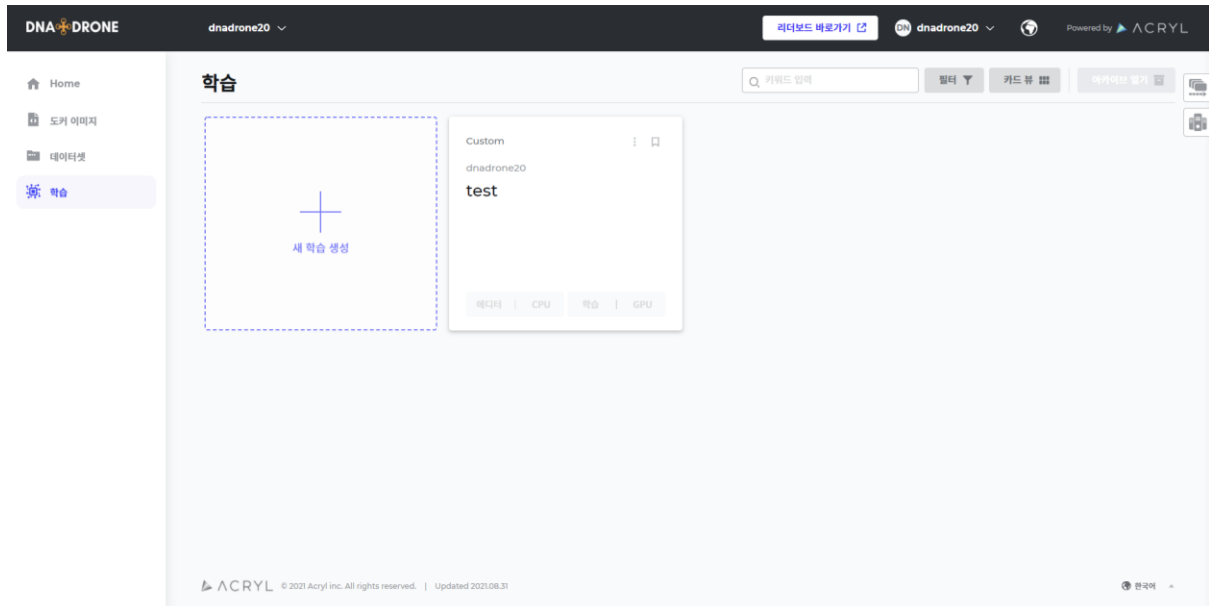 DNA DRONE
dnadrone20
리더보드 바로가기
DN dnadrone20
Powered by ACRYL
Home
도커 이미지
데이터셋
학습
학습
키워드 입력
필터
카드 뷰
아카이브 열기
새 학습 생성
Custom
dnadrone20
test
에디터 | CPU 학습 | GPU
ACRYL © 2021 Acryl inc. All rights reserved. | Updated 2021.08.31
한국어